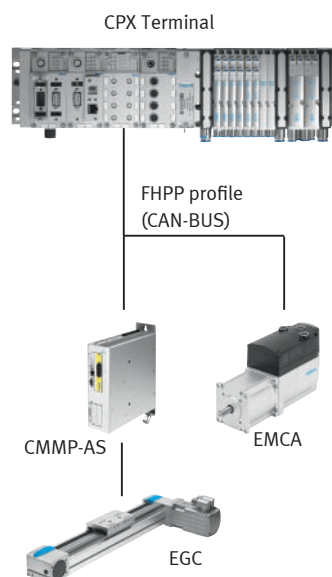 CPX Terminal
FHPP profile
(CAN-BUS)
CMMP-AS
EMCA
EGC